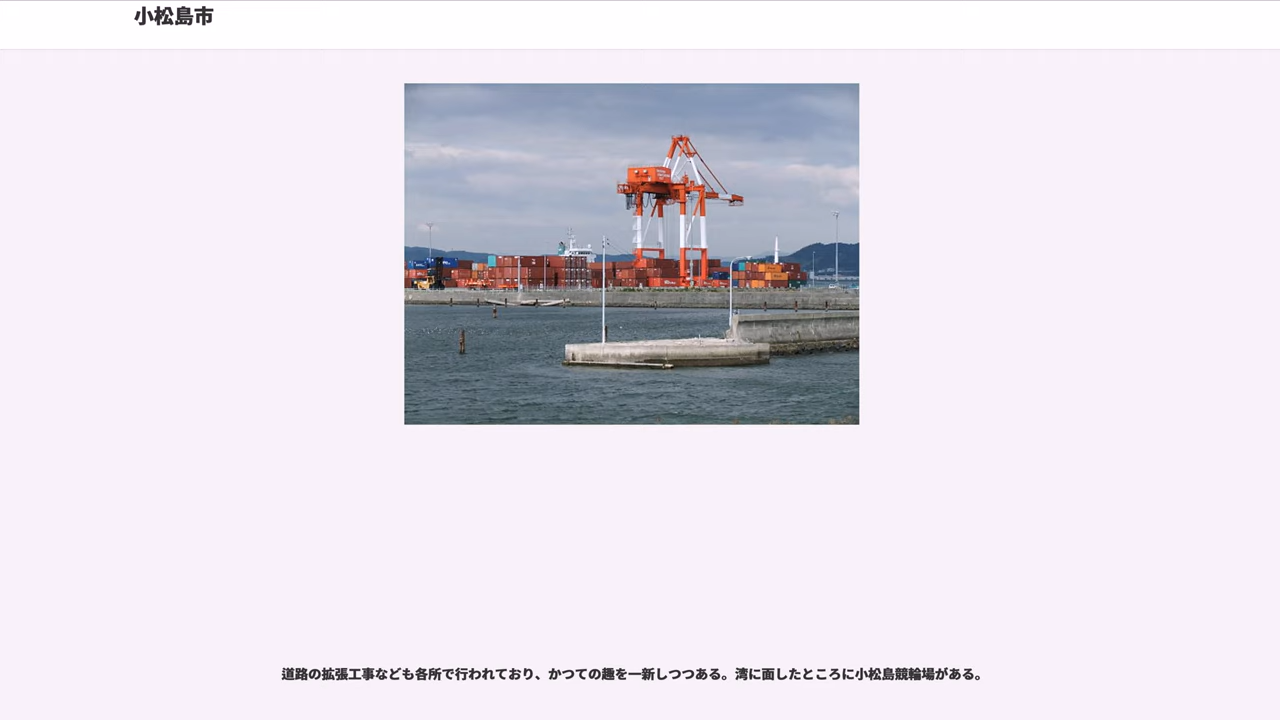 小松島市
道路の拡張工事なども各所で行われており、かつての趣を一新しつつある。湾に面したところに小松島競輪場がある。